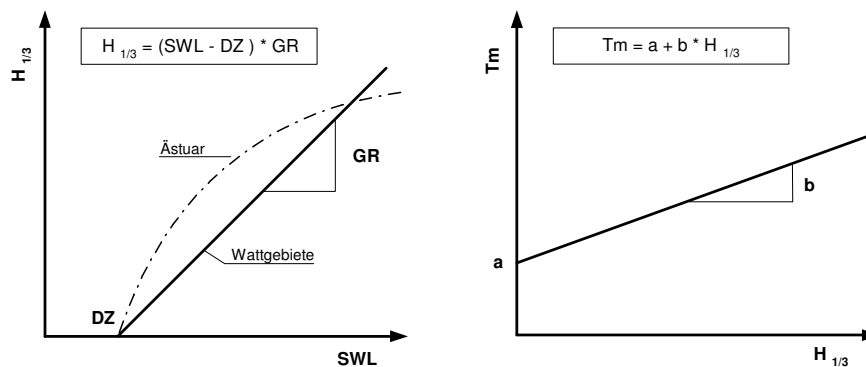 H 1/3 = (SWL - DZ ) * GR
H 1/3
Ästuar
GR
Wattgebiete
DZ
SWL
Tm = a + b * H 1/3
Tm
b
a
H 1/3